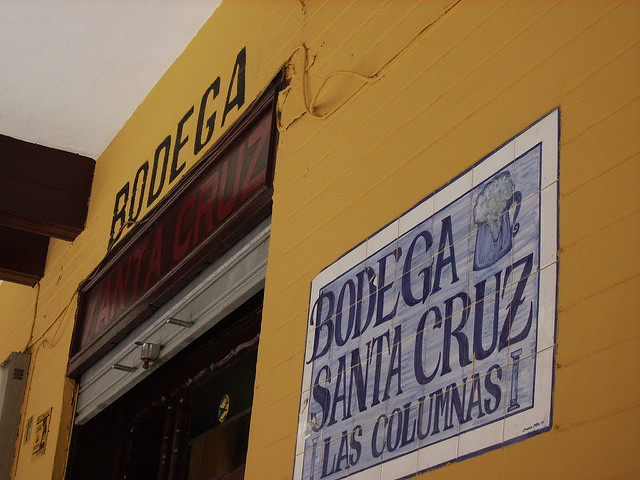 BODEGA
SANTA CRUZ
BODEGA
SANTA CRUZ
LAS COLUMNAS